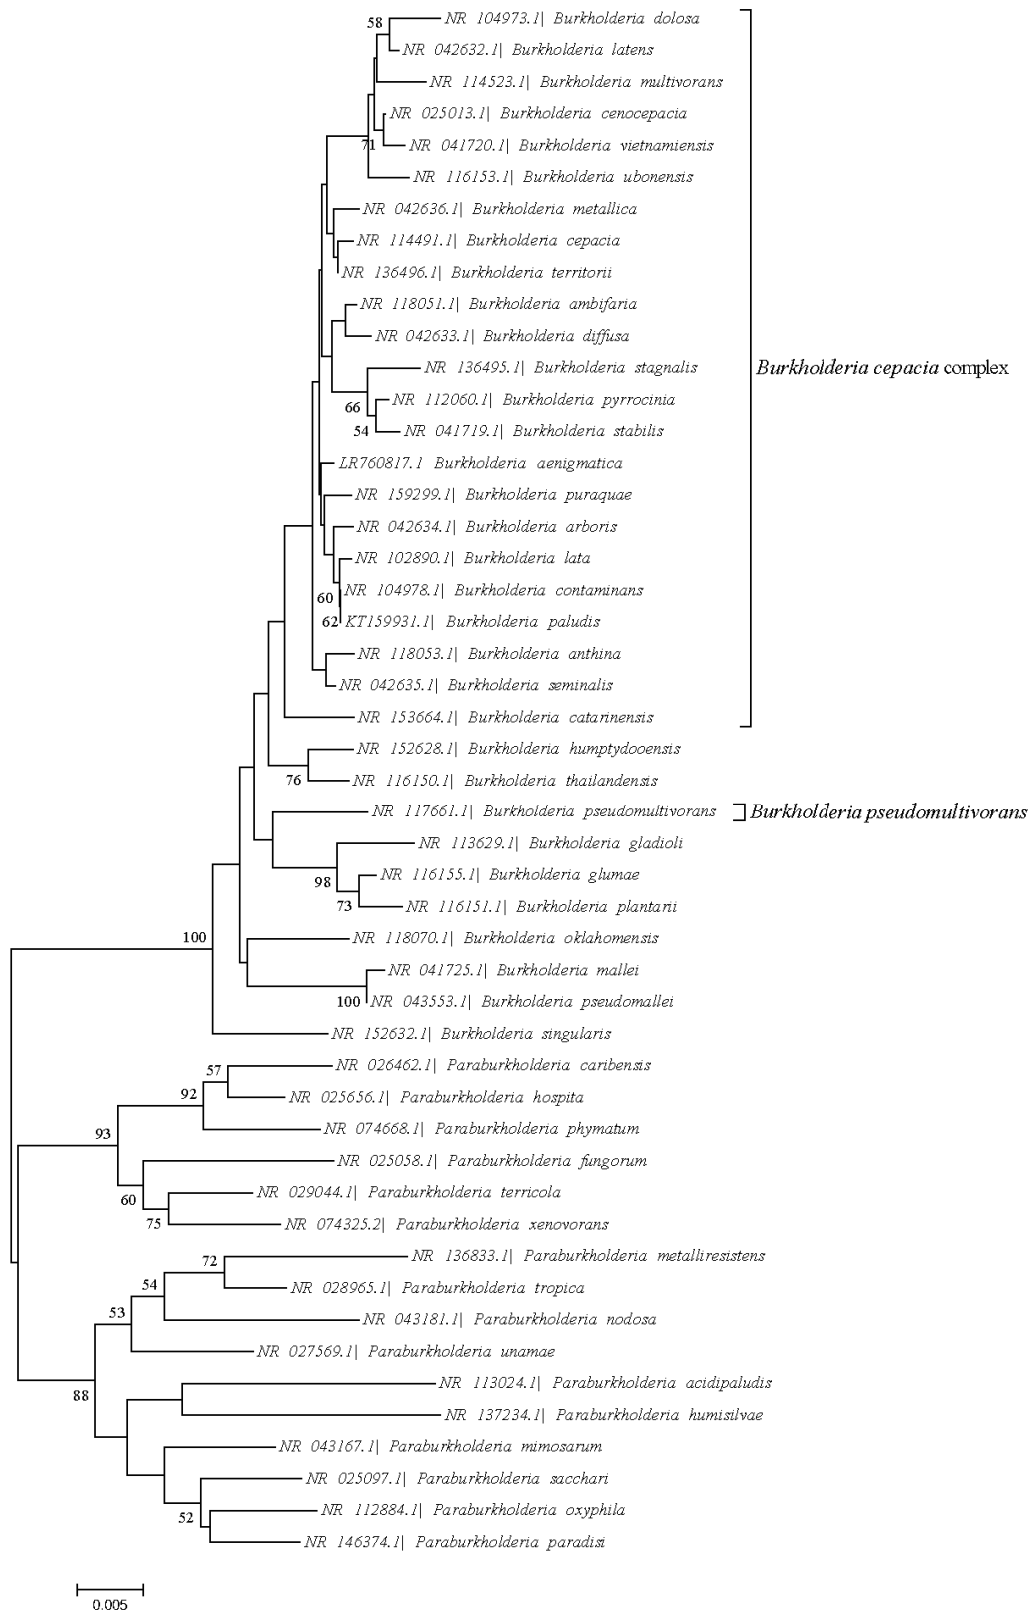 58
NR 104973.1| Burkholderia dolosa
NR 042632.1| Burkholderia latens
NR 114523.1| Burkholderia multivorans
NR 025013.1| Burkholderia cenocepacia
71
NR 041720.1| Burkholderia vietnamiensis
NR 116153.1| Burkholderia ubonensis
NR 042636.1| Burkholderia metallica
NR 114491.1| Burkholderia cepacia
NR 136496.1| Burkholderia territorii
NR 118051.1| Burkholderia ambifaria
NR 042633.1| Burkholderia diffusa
NR 136495.1| Burkholderia stagnalis
Burkholderia cepacia complex
66
NR 112060.1| Burkholderia pyrrocinia
54
NR 041719.1| Burkholderia stabilis
LR760817.1 Burkholderia aenigmatica
NR 159299.1| Burkholderia puraquae
NR 042634.1| Burkholderia arboris
NR 102890.1| Burkholderia lata
60
NR 104978.1| Burkholderia contaminans
62
KT159931.1| Burkholderia paludis
NR 118053.1| Burkholderia anthina
NR 042635.1| Burkholderia seminalis
NR 153664.1| Burkholderia catarinensis
NR 152628.1| Burkholderia humptydooensis
76
NR 116150.1| Burkholderia thailandensis
NR 117661.1| Burkholderia pseudomultivorans
Burkholderia pseudomultivorans
NR 113629.1| Burkholderia gladioli
98
NR 116155.1| Burkholderia glumae
73
NR 116151.1| Burkholderia plantarii
100
NR 118070.1| Burkholderia oklahomensis
NR 041725.1| Burkholderia mallei
100
NR 043553.1| Burkholderia pseudomallei
NR 152632.1| Burkholderia singularis
57
NR 026462.1| Paraburkholderia caribensis
92
NR 025656.1| Paraburkholderia hospita
93
NR 074668.1| Paraburkholderia phymatum
NR 025058.1| Paraburkholderia fungorum
60
NR 029044.1| Paraburkholderia terricola
75
NR 074325.2| Paraburkholderia xenovorans
72
NR 136833.1| Paraburkholderia metalliresistens
54
NR 028965.1| Paraburkholderia tropica
53
NR 043181.1| Paraburkholderia nodosa
NR 027569.1| Paraburkholderia unamae
88
NR 113024.1| Paraburkholderia acidipaludis
NR 137234.1| Paraburkholderia humisilvae
NR 043167.1| Paraburkholderia mimosarum
NR 025097.1| Paraburkholderia sacchari
52
NR 112884.1| Paraburkholderia oxyphila
NR 146374.1| Paraburkholderia paradisi
0.005